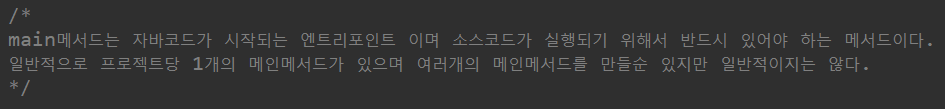 /*
main메서드는 자바코드가 시작되는 엔트리포인트 이며 소스코드가 실행되기 위해서 반드시 있어야 하는 메서드이다.
일반적으로 프로젝트당 1개의 메인메서드가 있으며 여러개의 메인메서드를 만들순 있지만 일반적이지는 않다.
*/